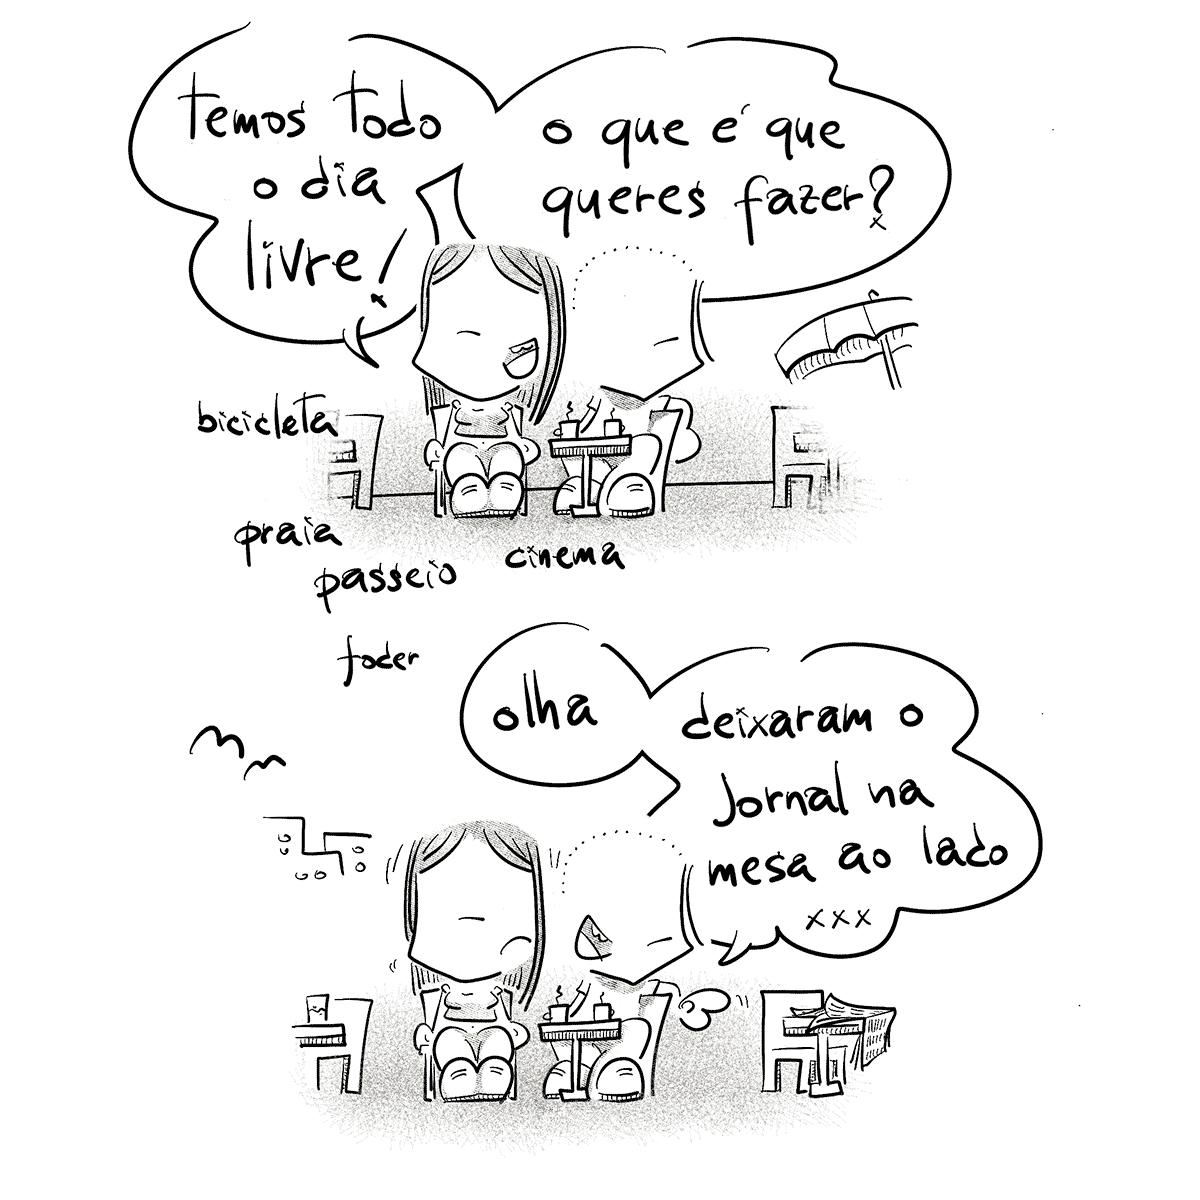 temos todo
o dia
livre!
o que é que
queres fazer?
bicicleta
praia
passeio
cinema
foder
olha
deixaram o
jornal na
mesa ao lado
xxx